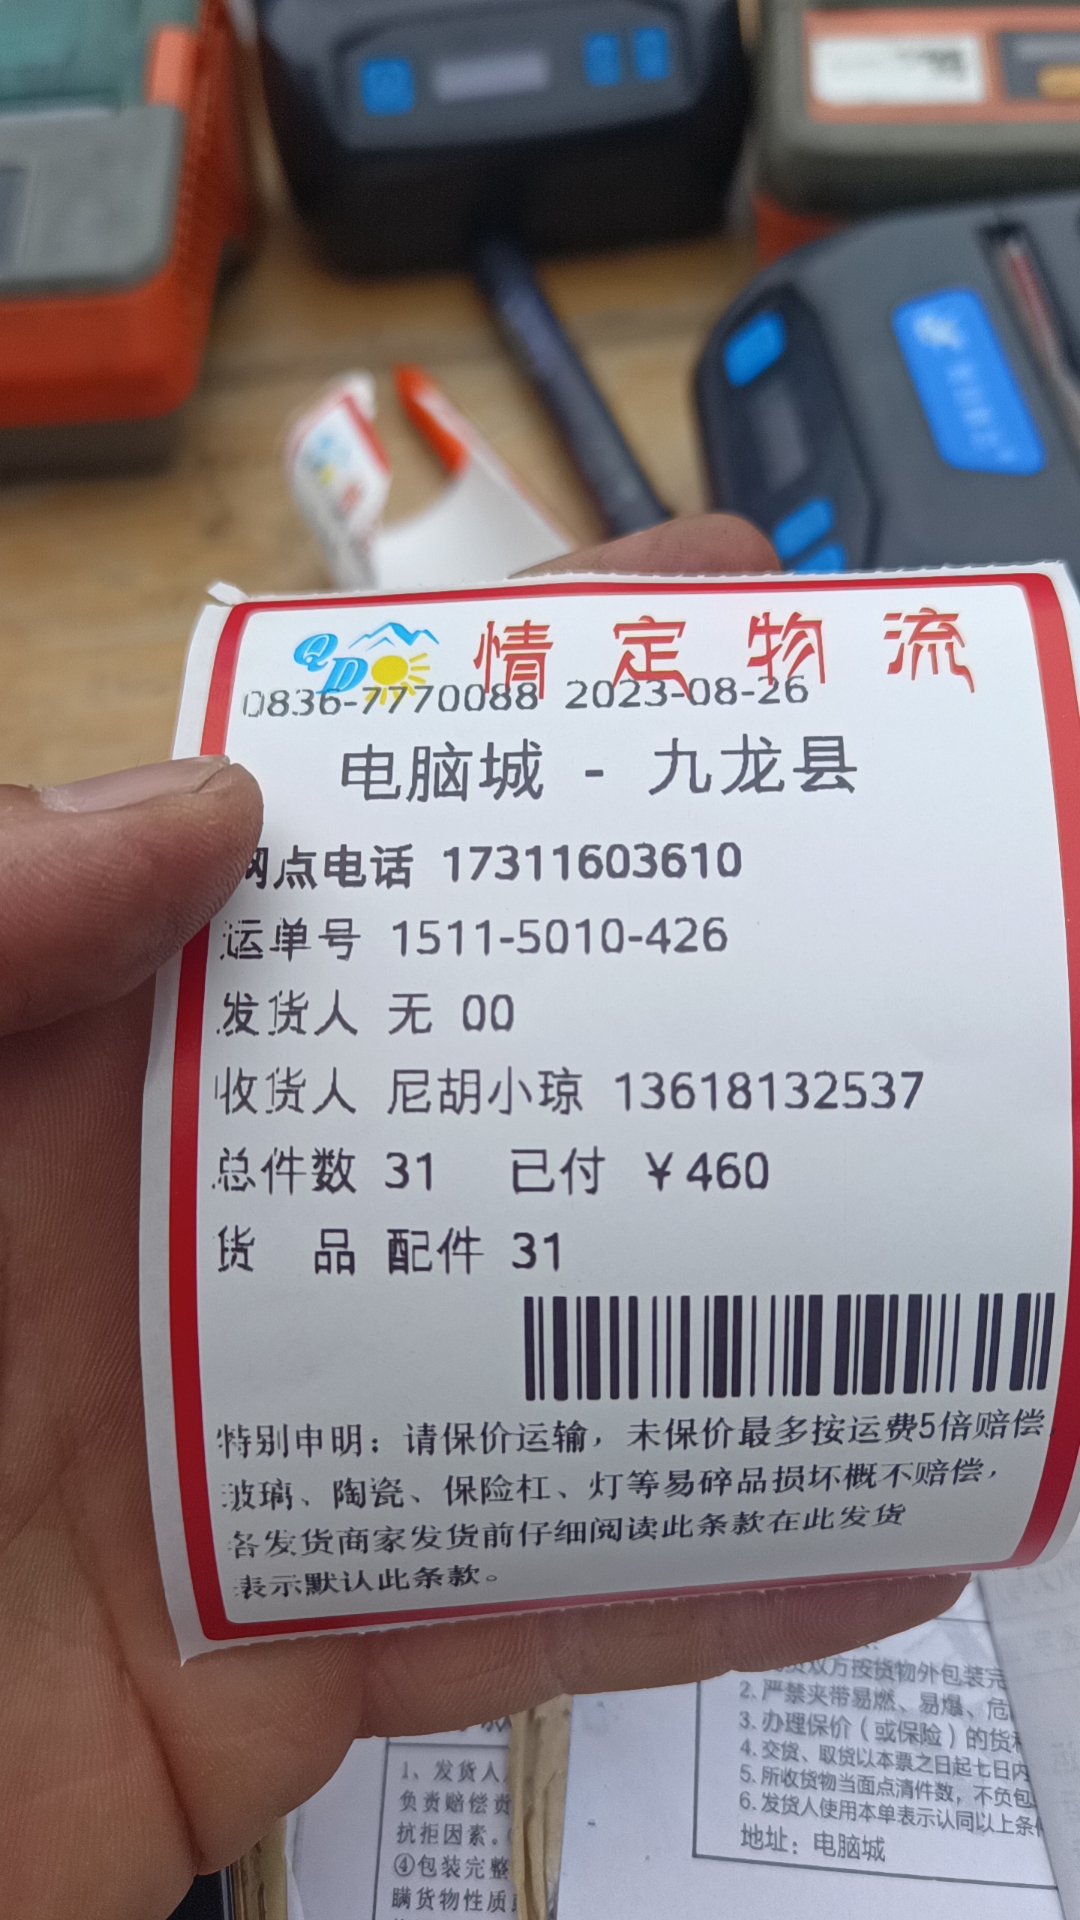 QD 情定物流
0836-7770088 2023-08-26
电脑城 - 九龙县
网点电话 17311603610
运单号 1511-5010-426
发货人 无 00
收货人 尼胡小琼 13618132537
总件数 31 已付 ￥460
货 品 配件 31
特别申明：请保价运输，未保价最多按运费5倍赔偿
玻璃、陶瓷、保险杠、灯等易碎品损坏概不赔偿，
各发货商家发货前仔细阅读此条款在此发货
表示默认此条款。
双方按货物外包装完
2. 严禁夹带易燃、易爆、危
3. 办理保价（或保险）的货
4. 交货、取货以本票之日起七日内
5. 所收货物当面点清件数，不负包
6. 发货人使用本单表示认同以上条
地址：电脑城
1、发货人
负责赔偿责
抗拒因素。
④包装完整
瞒货物性质